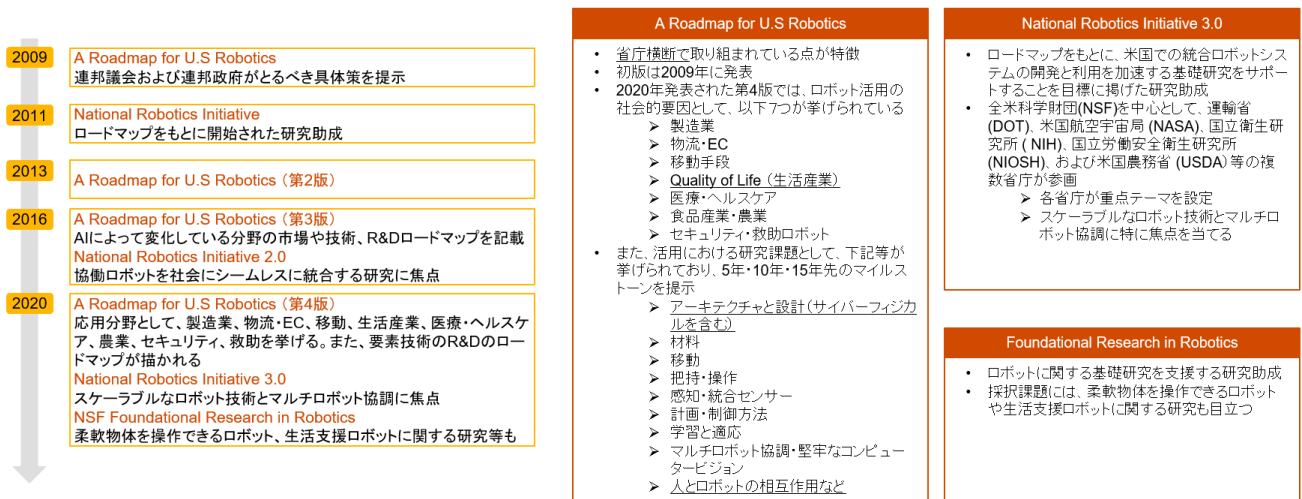 2009
A Roadmap for U.S Robotics
連邦議会および連邦政府がとるべき具体策を提示
2011
National Robotics Initiative
ロードマップをもとに開始された研究助成
2013
A Roadmap for U.S Robotics（第2版）
2016
A Roadmap for U.S Robotics（第3版）
AIによって変化している分野の市場や技術、R&Dロードマップを記載
National Robotics Initiative 2.0
協働ロボットを社会にシームレスに統合する研究に焦点
2020
A Roadmap for U.S Robotics（第4版）
応用分野として、製造業、物流・EC、移動、生活産業、医療・ヘルスケ
ア、農業、セキュリティ、救助を挙げる。また、要素技術のR&Dのロー
ドマップが描かれる
National Robotics Initiative 3.0
スケーラブルなロボット技術とマルチロボット協調に焦点
NSF Foundational Research in Robotics
柔軟物体を操作できるロボット、生活支援ロボットに関する研究等も
A Roadmap for U.S Robotics
• 省庁横断で取り組まれている点が特徴
• 初版は2009年に発表
• 2020年発表された第4版では、ロボット活用の
社会的要因として、以下7つが挙げられている
➢ 製造業
➢ 物流・EC
➢ 移動手段
➢ Quality of Life（生活産業）
➢ 医療・ヘルスケア
➢ 食品産業・農業
➢ セキュリティ・救助ロボット
• また、活用における研究課題として、下記等が
挙げられており、5年・10年・15年先のマイルス
トーンを提示
➢ アーキテクチャと設計（サイバーフィジカ
ルを含む）
➢ 材料
➢ 移動
➢ 把持・操作
➢ 感知・統合センサー
➢ 計画・制御方法
➢ 学習と適応
➢ マルチロボット協調・堅牢なコンピュー
タービジョン
➢ 人とロボットの相互作用など
National Robotics Initiative 3.0
• ロードマップをもとに、米国での統合ロボットシス
テムの開発と利用を加速する基礎研究をサポー
トすることを目標に掲げた研究助成
• 全米科学財団(NSF)を中心として、運輸省
(DOT)、米国航空宇宙局 (NASA)、国立衛生研
究所 ( NIH)、国立労働安全衛生研究所
(NIOSH)、および米国農務省 (USDA）等の複
数省庁が参画
➢ 各省庁が重点テーマを設定
➢ スケーラブルなロボット技術とマルチロ
ボット協調に特に焦点を当てる
Foundational Research in Robotics
• ロボットに関する基礎研究を支援する研究助成
• 採択課題には、柔軟物体を操作できるロボット
や生活支援ロボットに関する研究も目立つ